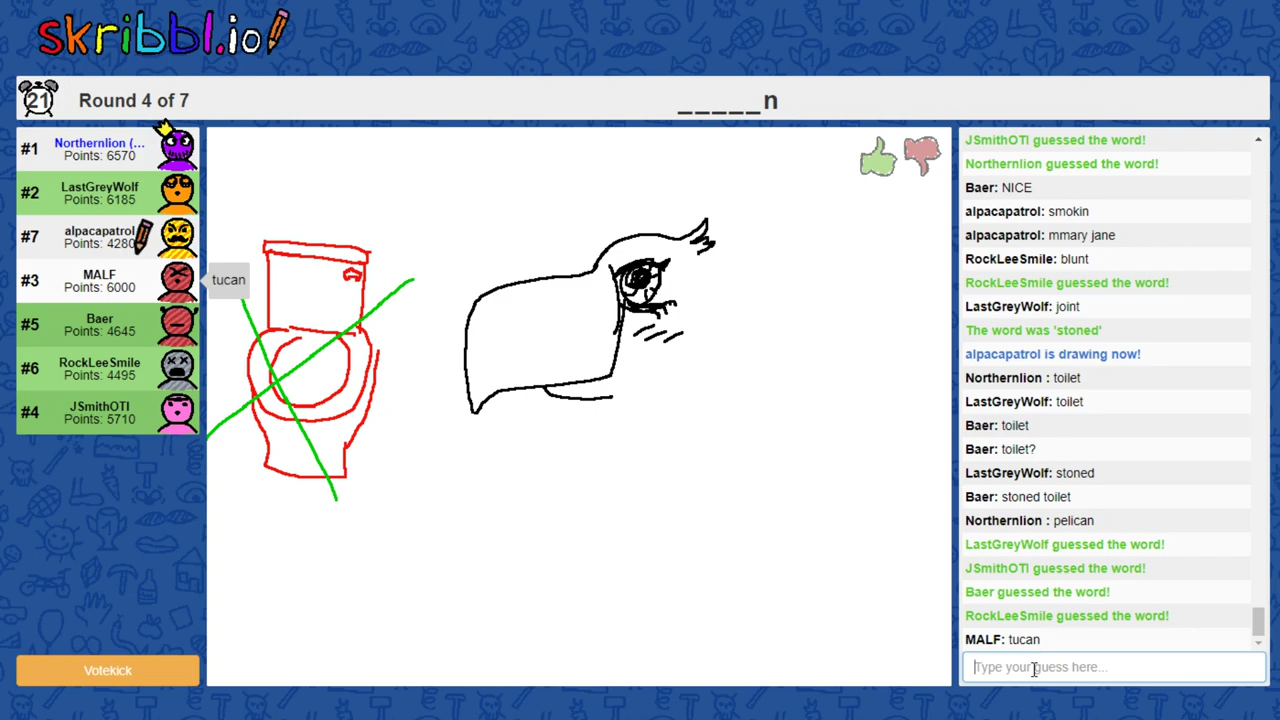 skribbl.io
21
Round 4 of 7
_____n
#1
Northernlion (...
Points: 6570
#2
LastGreyWolf
Points: 6185
#7
alpacapatrol
Points: 4280
#3
MALF
Points: 6000
#5
Baer
Points: 4645
#6
RockLeeSmile
Points: 4495
#4
JSmithOTI
Points: 5710
Votekick
tucan
JSmithOTI guessed the word!
Northernlion guessed the word!
Baer: NICE
alpacapatrol: smokin
alpacapatrol: mmary jane
RockLeeSmile: blunt
RockLeeSmile guessed the word!
LastGreyWolf: joint
The word was 'stoned'
alpacapatrol is drawing now!
Northernlion : toilet
LastGreyWolf: toilet
Baer: toilet
Baer: toilet?
LastGreyWolf: stoned
Baer: stoned toilet
Northernlion : pelican
LastGreyWolf guessed the word!
JSmithOTI guessed the word!
Baer guessed the word!
RockLeeSmile guessed the word!
MALF: tucan
Type your guess here...